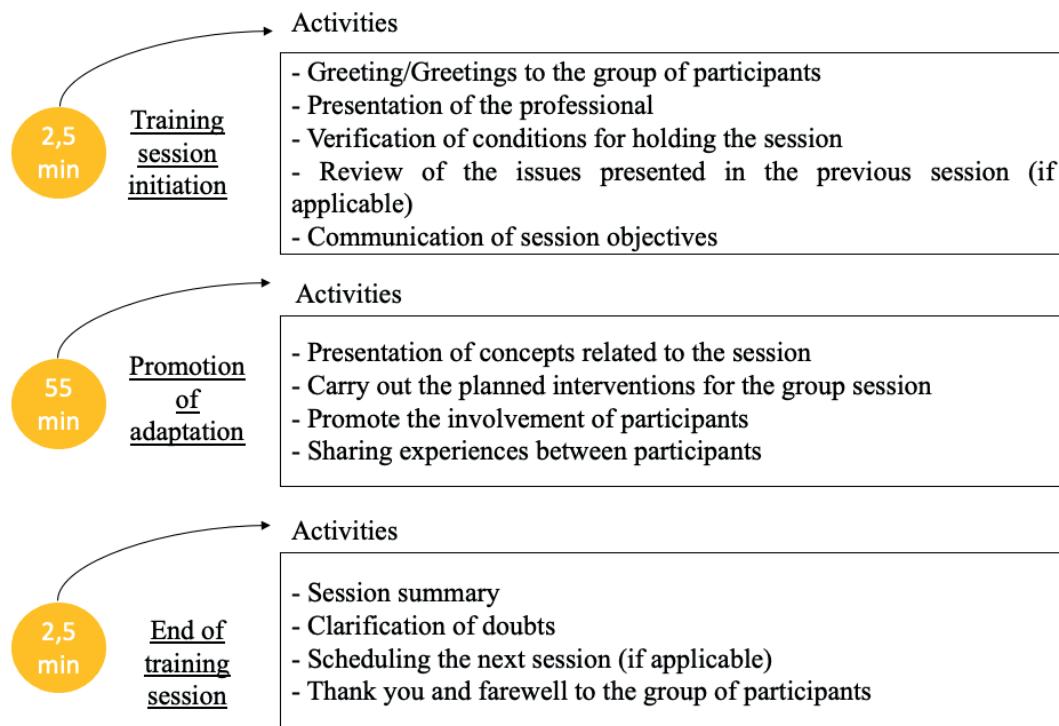 Activities
2,5
min
Training
session
initiation
- Greeting/Greetings to the group of participants
- Presentation of the professional
- Verification of conditions for holding the session
- Review of the issues presented in the previous session (if
applicable)
- Communication of session objectives
Activities
55
min
Promotion
of
adaptation
- Presentation of concepts related to the session
- Carry out the planned interventions for the group session
- Promote the involvement of participants
- Sharing experiences between participants
Activities
2,5
min
End of
training
session
- Session summary
- Clarification of doubts
- Scheduling the next session (if applicable)
- Thank you and farewell to the group of participants